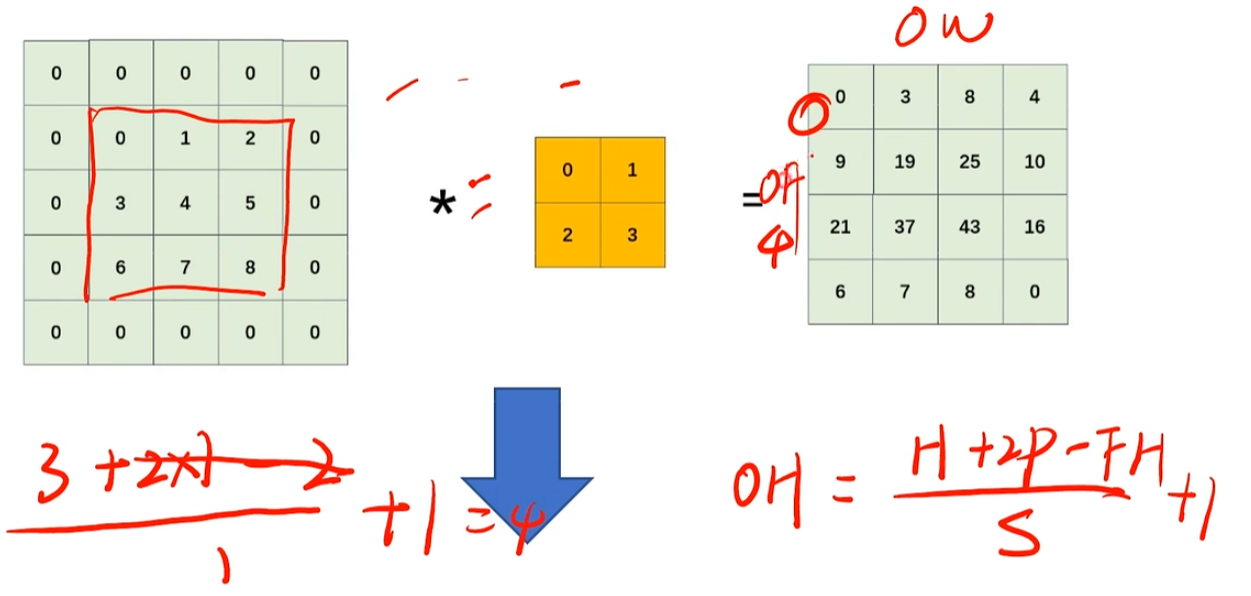 OW
0 0 0 0 0
0 0 1 2 0
0 3 4 5 0
0 6 7 8 0
0 0 0 0 0
*
0 1
2 3
=
O
OH
4
0 3 8 4
9 19 25 10
21 37 43 16
6 7 8 0
3 + 2×1 - 2
1
+1 = 4
OH = H + 2P - FH
S
+1